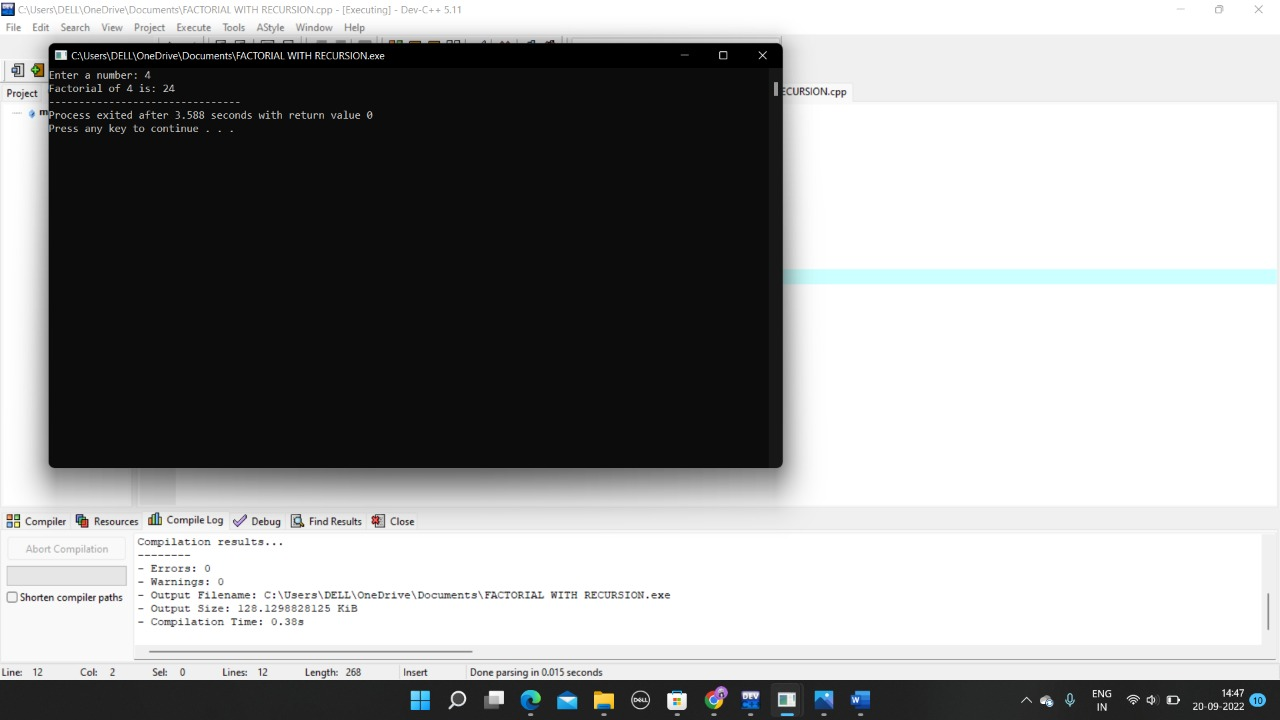 C:\Users\DELL\OneDrive\Documents\FACTORIAL WITH RECURSION.cpp - [Executing] - Dev-C++ 5.11
File Edit Search View Project Execute Tools AStyle Window Help
C:\Users\DELL\OneDrive\Documents\FACTORIAL WITH RECURSION.exe
Enter a number: 4
Factorial of 4 is: 24
--------------------------------
Process exited after 3.588 seconds with return value 0
Press any key to continue . . .
Project
ECURSION.cpp
Compiler Resources Compile Log Debug Find Results Close
Abort Compilation
Shorten compiler paths
Compilation results...
--------
- Errors: 0
- Warnings: 0
- Output Filename: C:\Users\DELL\OneDrive\Documents\FACTORIAL WITH RECURSION.exe
- Output Size: 128.1298828125 KiB
- Compilation Time: 0.38s
Line: 12 Col: 2 Sel: 0 Lines: 12 Length: 268 Insert Done parsing in 0.015 seconds
DELL
DEV
W
ENG
IN
14:47
20-09-2022
10